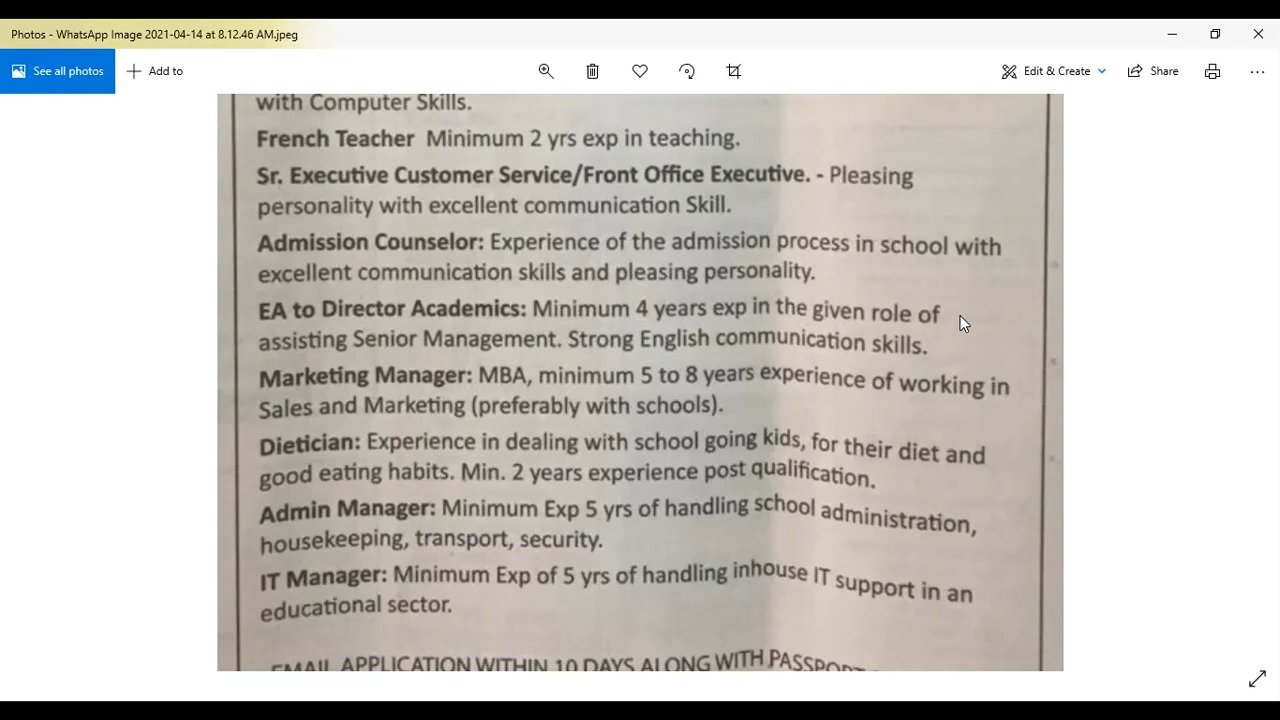 Photos - WhatsApp Image 2021-04-14 at 8.12.46 AM.jpeg
See all photos
Add to
Edit & Create
Share
with Computer Skills.
French Teacher Minimum 2 yrs exp in teaching.
Sr. Executive Customer Service/Front Office Executive. - Pleasing
personality with excellent communication Skill.
Admission Counselor: Experience of the admission process in school with
excellent communication skills and pleasing personality.
EA to Director Academics: Minimum 4 years exp in the given role of
assisting Senior Management. Strong English communication skills.
Marketing Manager: MBA, minimum 5 to 8 years experience of working in
Sales and Marketing (preferably with schools).
Dietician: Experience in dealing with school going kids, for their diet and
good eating habits. Min. 2 years experience post qualification.
Admin Manager: Minimum Exp 5 yrs of handling school administration,
housekeeping, transport, security.
IT Manager: Minimum Exp of 5 yrs of handling inhouse IT support in an
educational sector.
EMAIL APPLICATION WITHIN 10 DAYS ALONG WITH PASSPORT